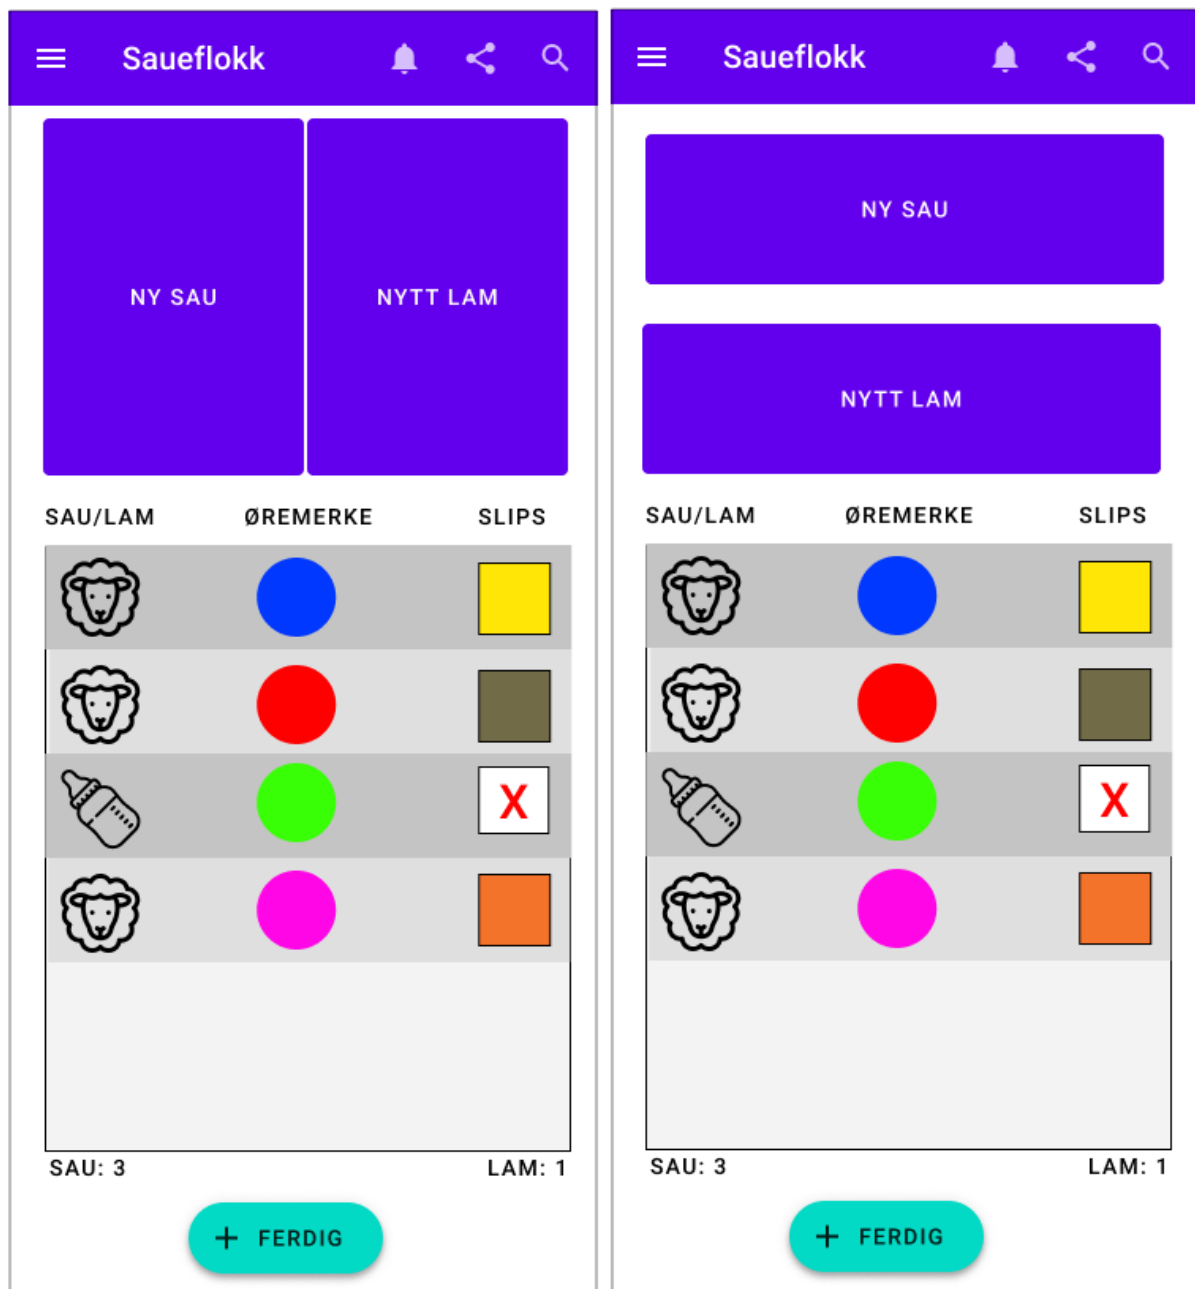 Saueflokk
NY SAU
NYTT LAM
SAU/LAM ØREMERKE SLIPS
X
SAU: 3 LAM: 1
+ FERDIG
Saueflokk
NY SAU
NYTT LAM
SAU/LAM ØREMERKE SLIPS
X
SAU: 3 LAM: 1
+ FERDIG